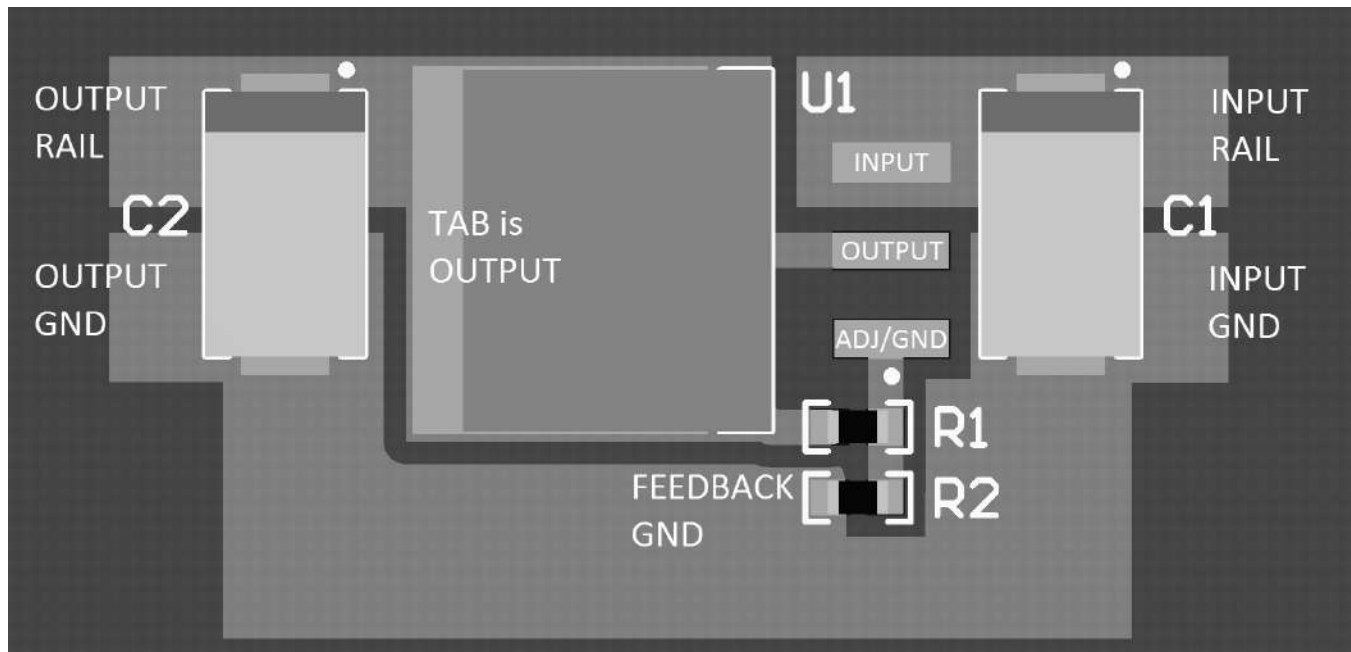 OUTPUT
RAIL
C2
OUTPUT
GND
TAB is
OUTPUT
U1
INPUT
OUTPUT
ADJ/GND
INPUT
RAIL
C1
INPUT
GND
R1
R2
FEEDBACK
GND